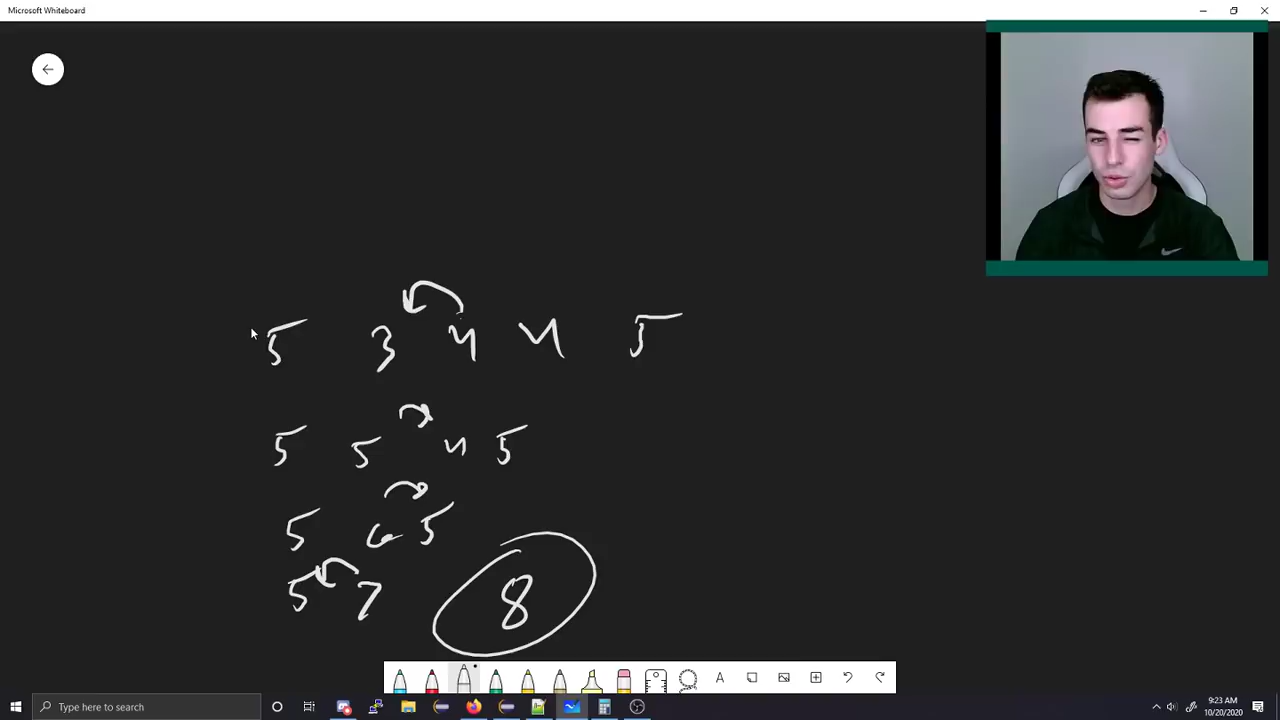 Microsoft Whiteboard
5 3 4 4 5
5 5 4 5
5 6 5
5 7
8
A
Type here to search
9:23 AM
10/20/2020